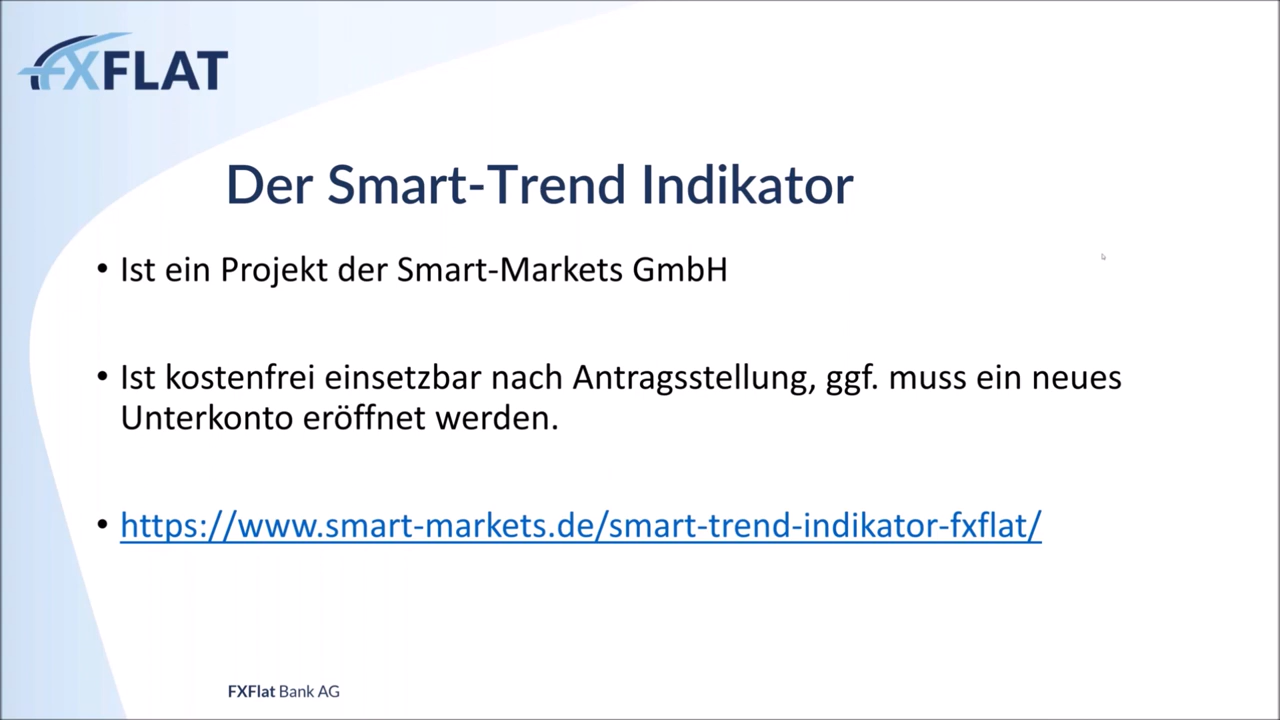 FXFLAT
Der Smart-Trend Indikator
• Ist ein Projekt der Smart-Markets GmbH
• Ist kostenfrei einsetzbar nach Antragsstellung, ggf. muss ein neues
Unterkonto eröffnet werden.
• https://www.smart-markets.de/smart-trend-indikator-fxflat/
FXFlat Bank AG